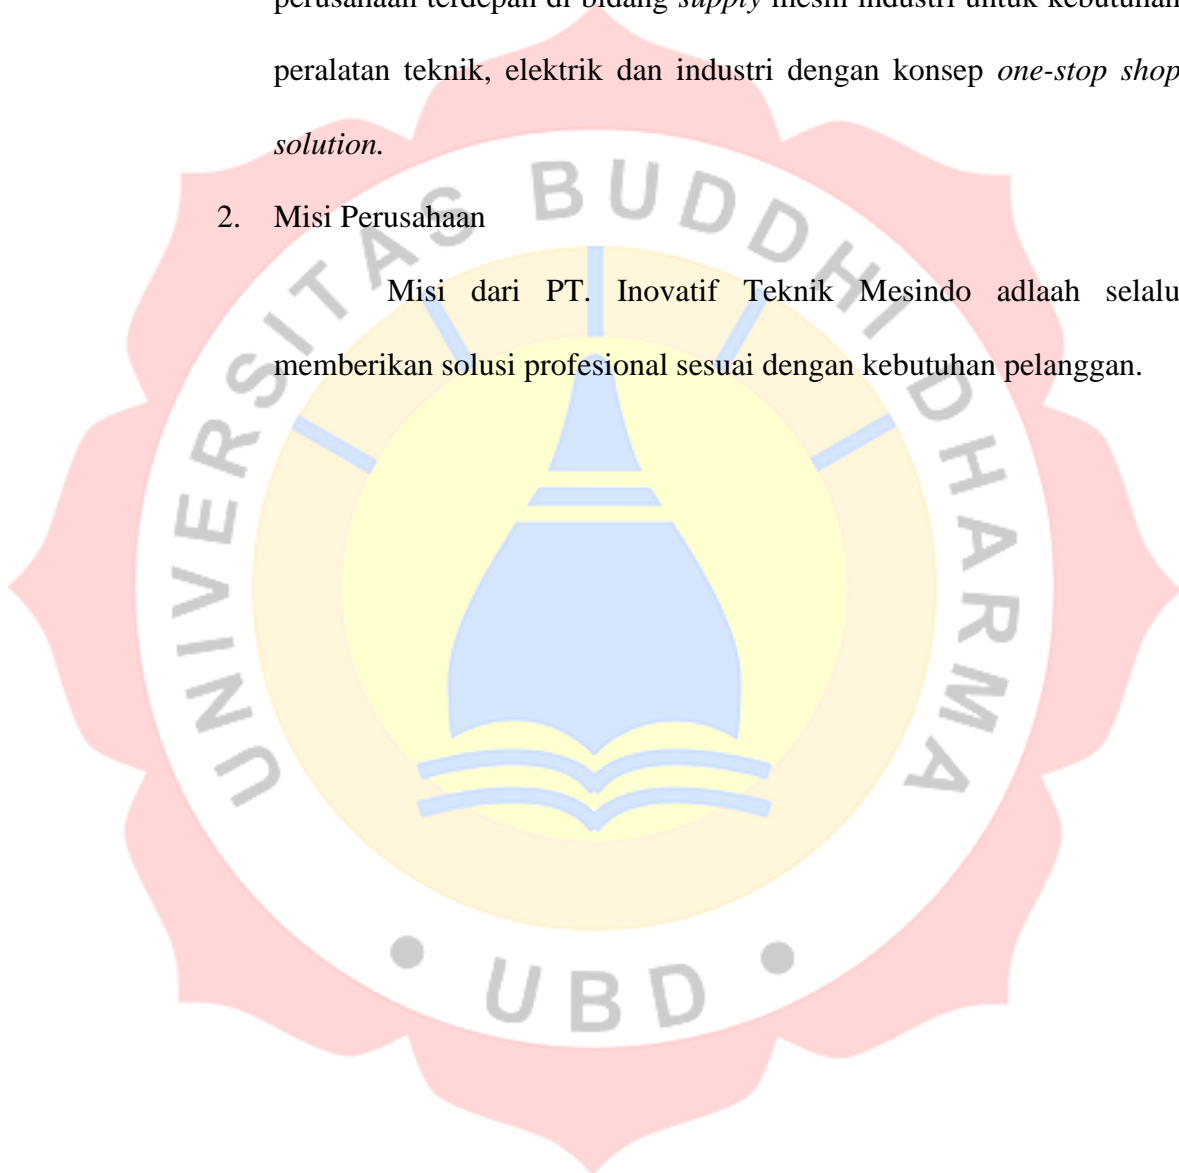 perusahaan terdepan di bidang supply mesin industri untuk kebutuhan
peralatan teknik, elektrik dan industri dengan konsep one-stop shop
solution.
2. Misi Perusahaan
Misi dari PT. Inovatif Teknik Mesindo adlaah selalu
memberikan solusi profesional sesuai dengan kebutuhan pelanggan.
UNIVERSITAS BUDDHI DHARMA
• UBD •